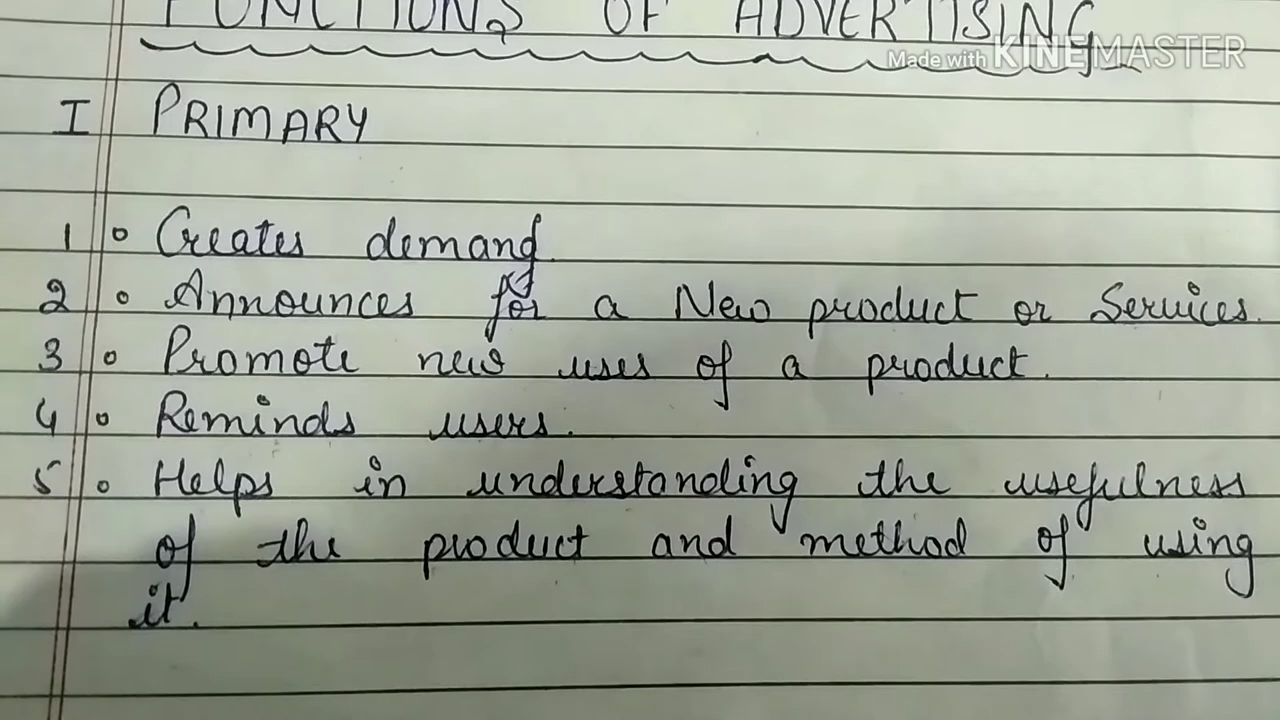 FUNCTIONS OF ADVERTISING
Made with KINEMASTER
I PRIMARY
1. Creates demand
2. Announces for a New product or Services.
3. Promote new uses of a product.
4. Reminds users.
5. Helps in understanding the usefulness
of the product and method of using
it.